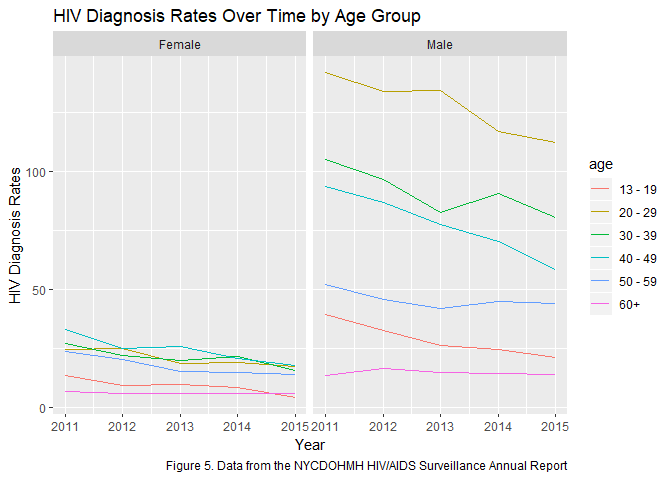 HIV Diagnosis Rates Over Time by Age Group
Female
Male
HIV Diagnosis Rates
100
50
0
2011 2012 2013 2014 2015
2011 2012 2013 2014 2015
Year
age
13 - 19
20 - 29
30 - 39
40 - 49
50 - 59
60+
Figure 5. Data from the NYCDOHMH HIV/AIDS Surveillance Annual Report